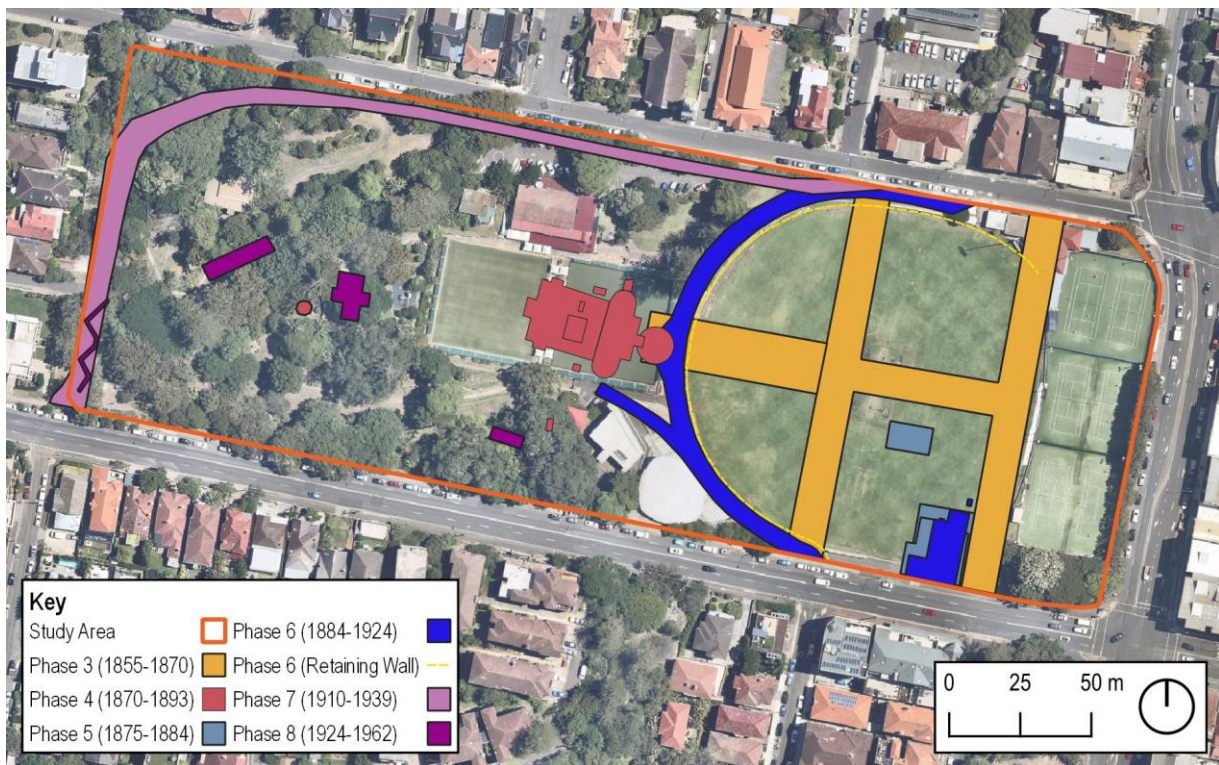 Key
Study Area Phase 6 (1884-1924)
Phase 3 (1855-1870) Phase 6 (Retaining Wall)
Phase 4 (1870-1893) Phase 7 (1910-1939)
Phase 5 (1875-1884) Phase 8 (1924-1962)
0 25 50 m